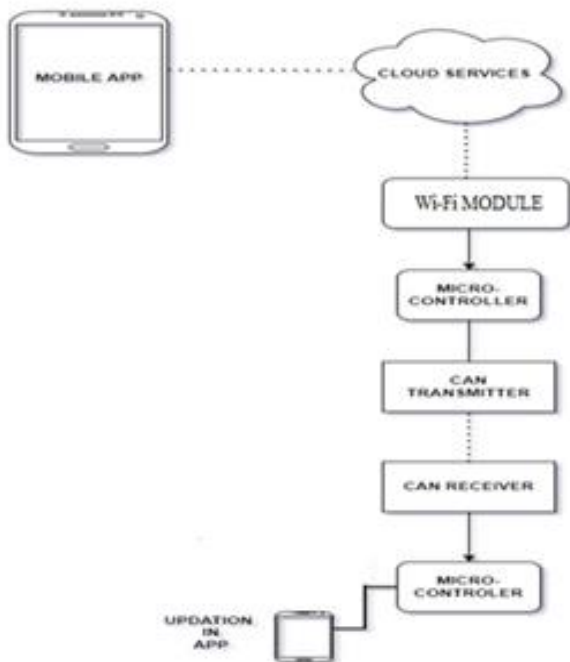 MOBILE APP
CLOUD SERVICES
Wi-Fi MODULE
MICRO-
CONTROLLER
CAN
TRANSMITTER
CAN RECEIVER
MICRO-
CONTROLER
UPDATION
IN
APP